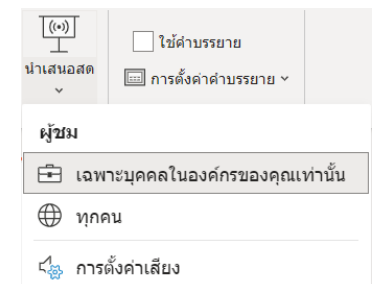 ใช้คำบรรยาย
นำเสนอสด
การตั้งค่าคำบรรยาย
ผู้ชม
เฉพาะบุคคลในองค์กรของคุณเท่านั้น
ทุกคน
การตั้งค่าเสียง